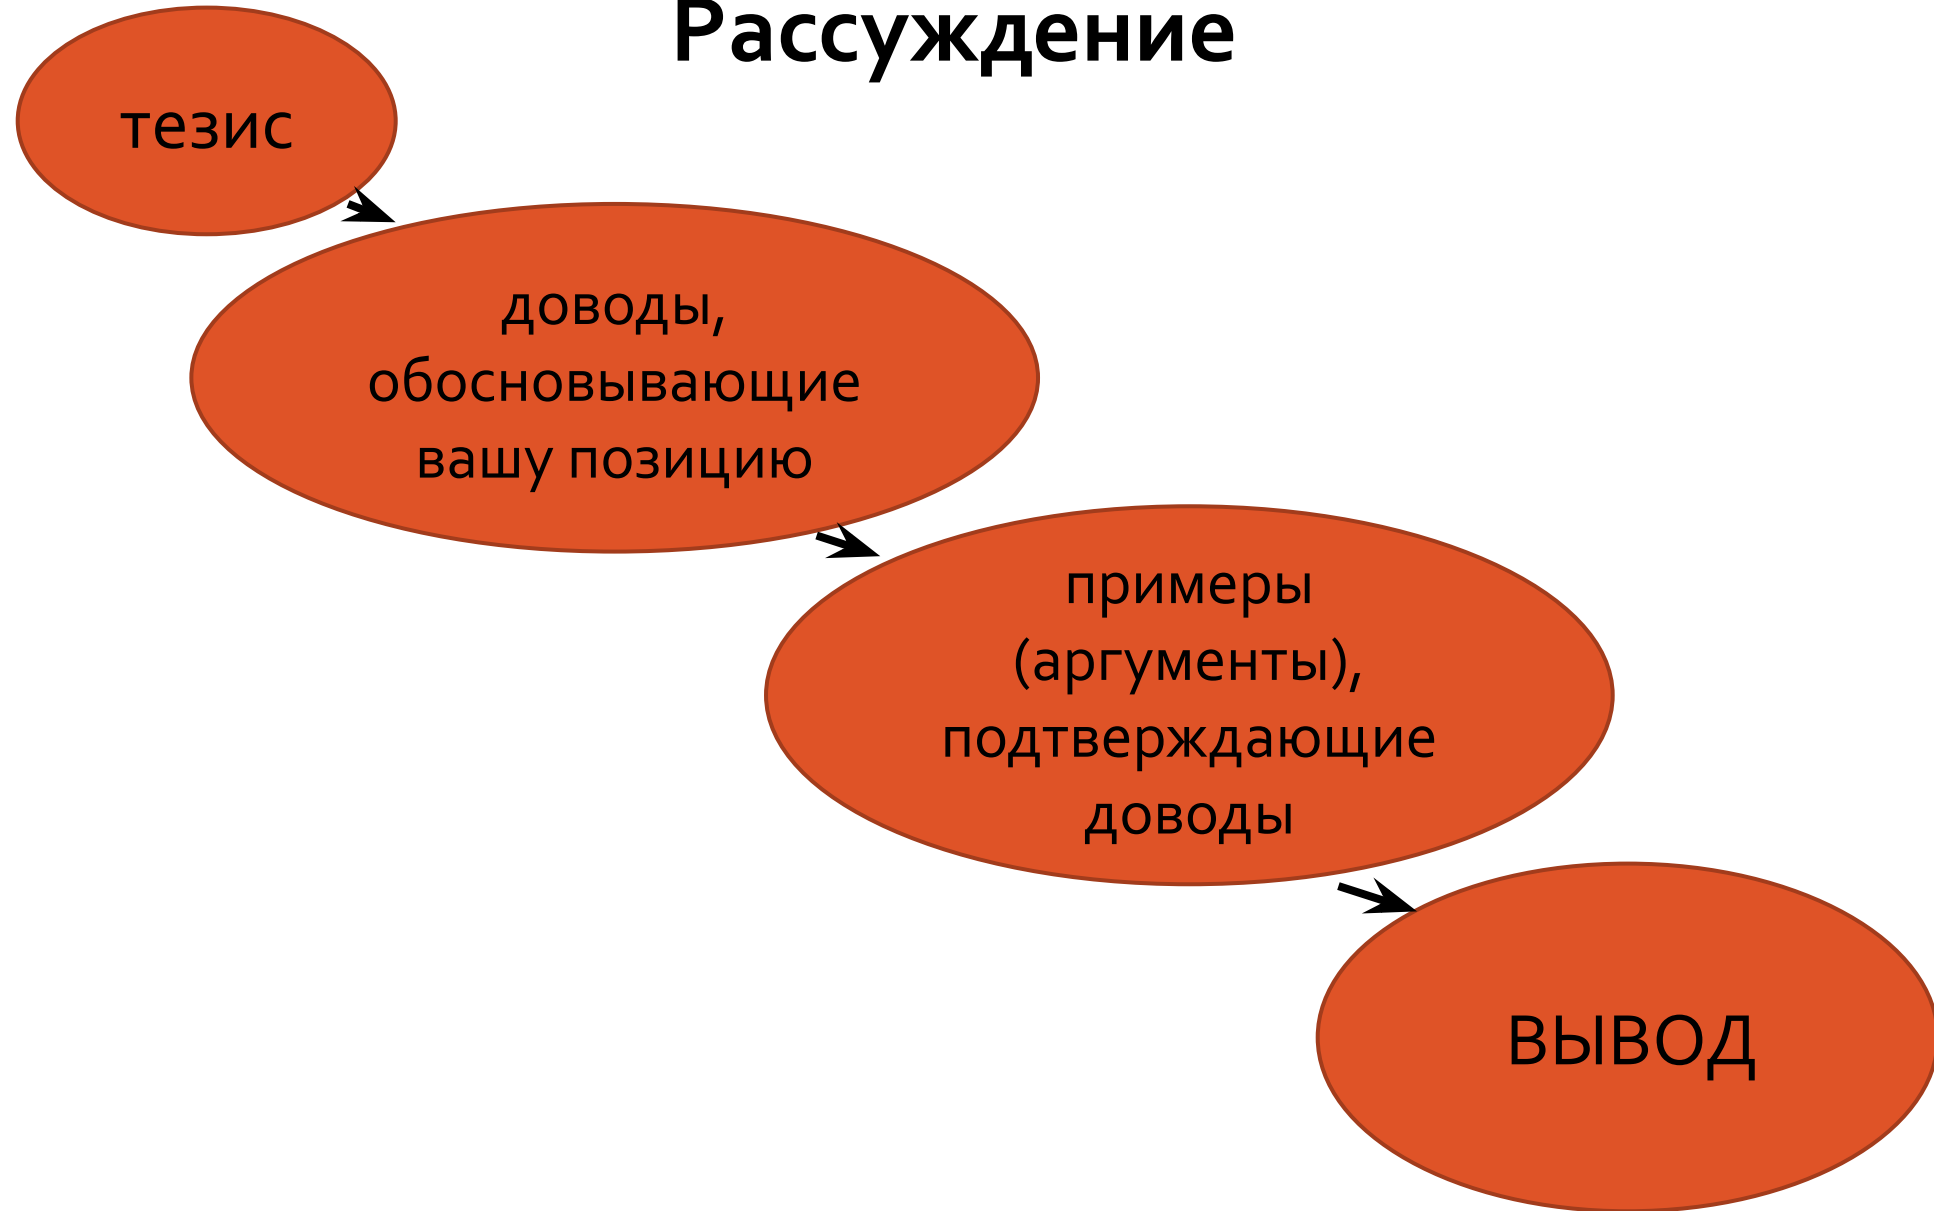 Рассуждение
тезис
доводы,
обосновывающие
вашу позицию
примеры
(аргументы),
подтверждающие
доводы
ВЫВОД